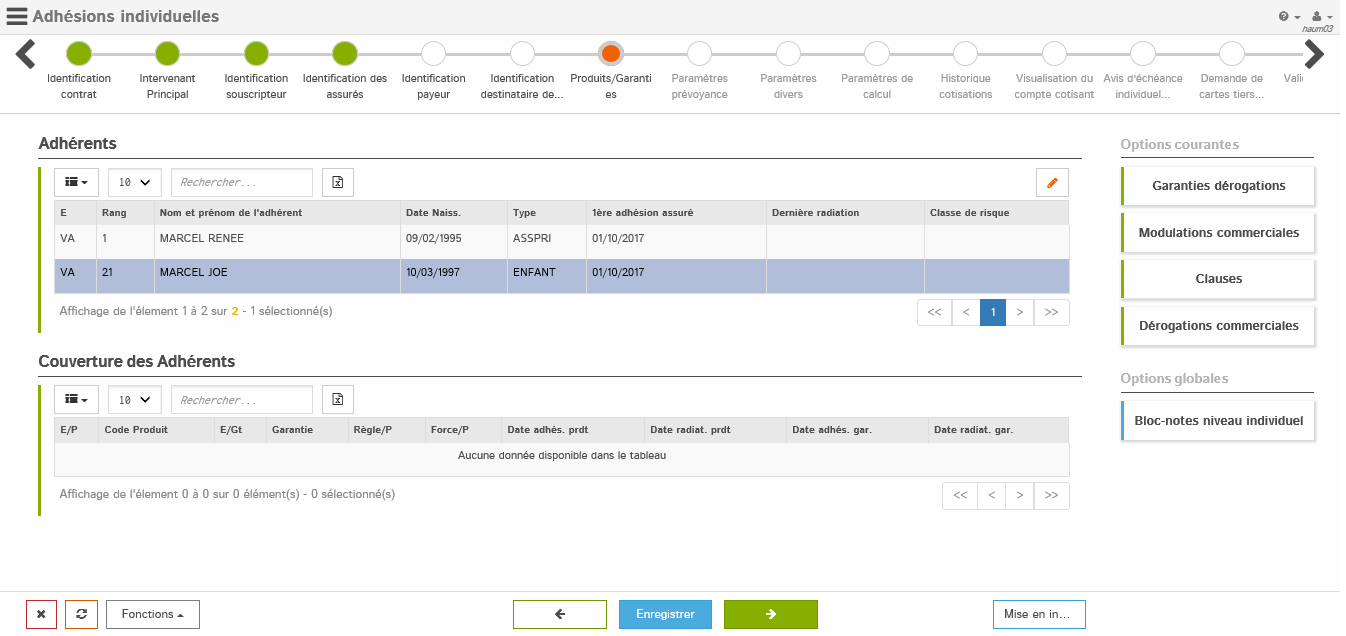 Adhésions individuelles
naum03
Identification contrat
Intervenant Principal
Identification souscripteur
Identification des assurés
Identification payeur
Identification destinataire de...
Produits/Garanties
Paramètres prévoyance
Paramètres divers
Paramètres de calcul
Historique cotisations
Visualisation du compte cotisant
Avis d'échéance individuel...
Demande de cartes tiers...
Vali
Adhérents
10 Rechercher...
E Rang Nom et prénom de l'adhérent Date Naiss. Type 1ère adhésion assuré Dernière radiation Classe de risque
VA 1 MARCEL RENEE 09/02/1995 ASSPRI 01/10/2017
VA 21 MARCEL JOE 10/03/1997 ENFANT 01/10/2017
Affichage de l'élement 1 à 2 sur 2 - 1 sélectionné(s)
<< < 1 > >>
Couverture des Adhérents
10 Rechercher...
E/P Code Produit E/Gt Garantie Règle/P Force/P Date adhés. prdt Date radiat. prdt Date adhés. gar. Date radiat. gar.
Aucune donnée disponible dans le tableau
Affichage de l'élement 0 à 0 sur 0 élément(s) - 0 sélectionné(s)
<< < > >>
Options courantes
Garanties dérogations
Modulations commerciales
Clauses
Dérogations commerciales
Options globales
Bloc-notes niveau individuel
Fonctions
Enregistrer
Mise en in...